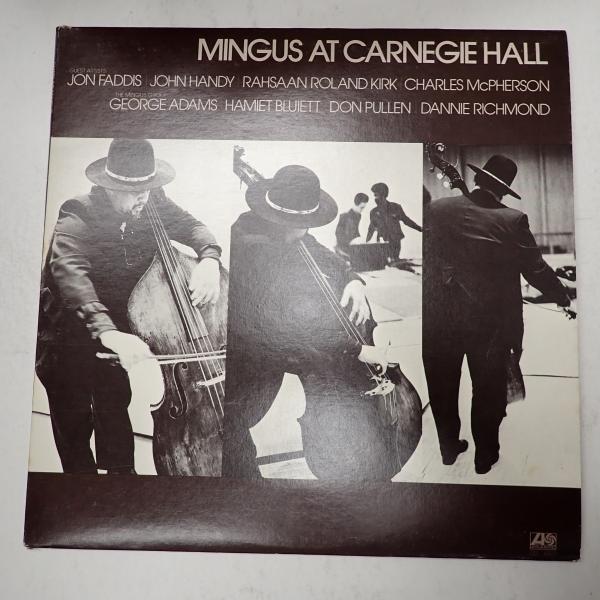 MINGUS AT CARNEGIE HALL
GUEST ARTISTS
JON FADDIS JOHN HANDY RAHSAAN ROLAND KIRK CHARLES McPHERSON
THE MINGUS GROUP
GEORGE ADAMS HAMIET BLUIETT DON PULLEN DANNIE RICHMOND